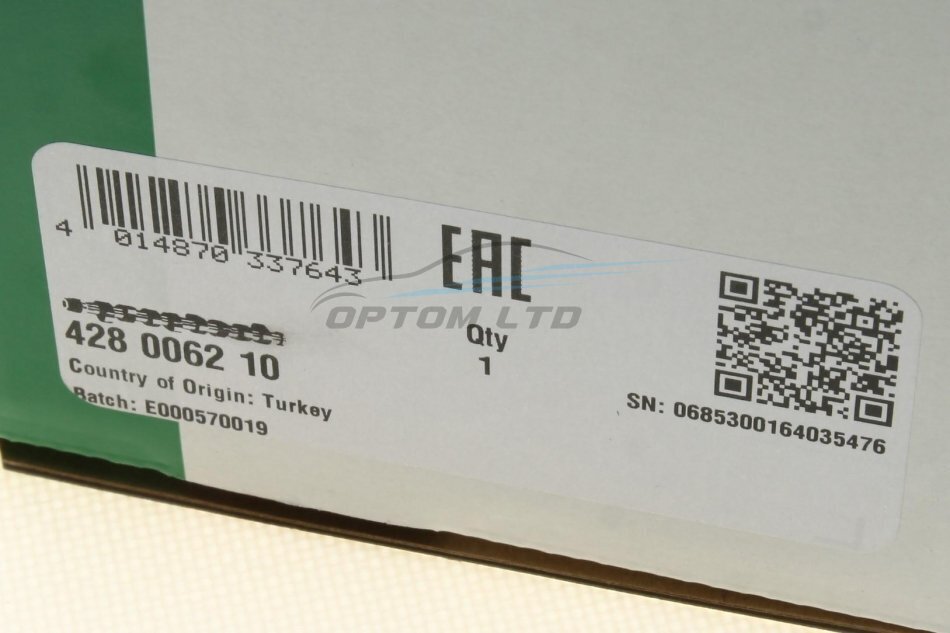 4 014870 337643
EAC
OPTOM LTD
428 0062 10
Qty
1
Country of Origin: Turkey
Batch: E000570019
SN: 0685300164035476